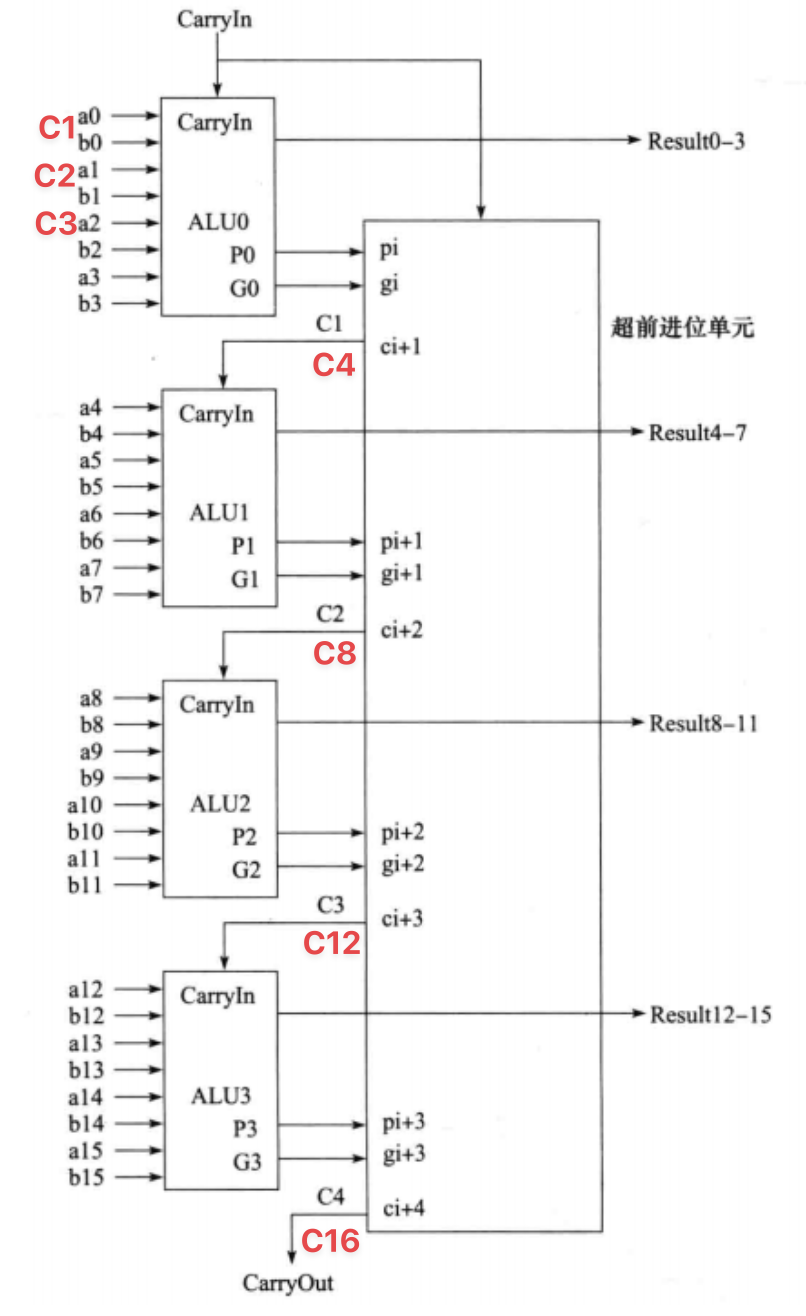 CarryIn
C1
a0
b0
C2
a1
b1
C3
a2
b2
a3
b3
CarryIn
ALU0
P0
G0
Result0-3
pi
gi
超前进位单元
C1
C4
ci+1
a4
b4
a5
b5
a6
b6
a7
b7
CarryIn
ALU1
P1
G1
Result4-7
pi+1
gi+1
C2
C8
ci+2
a8
b8
a9
b9
a10
b10
a11
b11
CarryIn
ALU2
P2
G2
Result8-11
pi+2
gi+2
C3
C12
ci+3
a12
b12
a13
b13
a14
b14
a15
b15
CarryIn
ALU3
P3
G3
Result12-15
pi+3
gi+3
C4
C16
ci+4
CarryOut